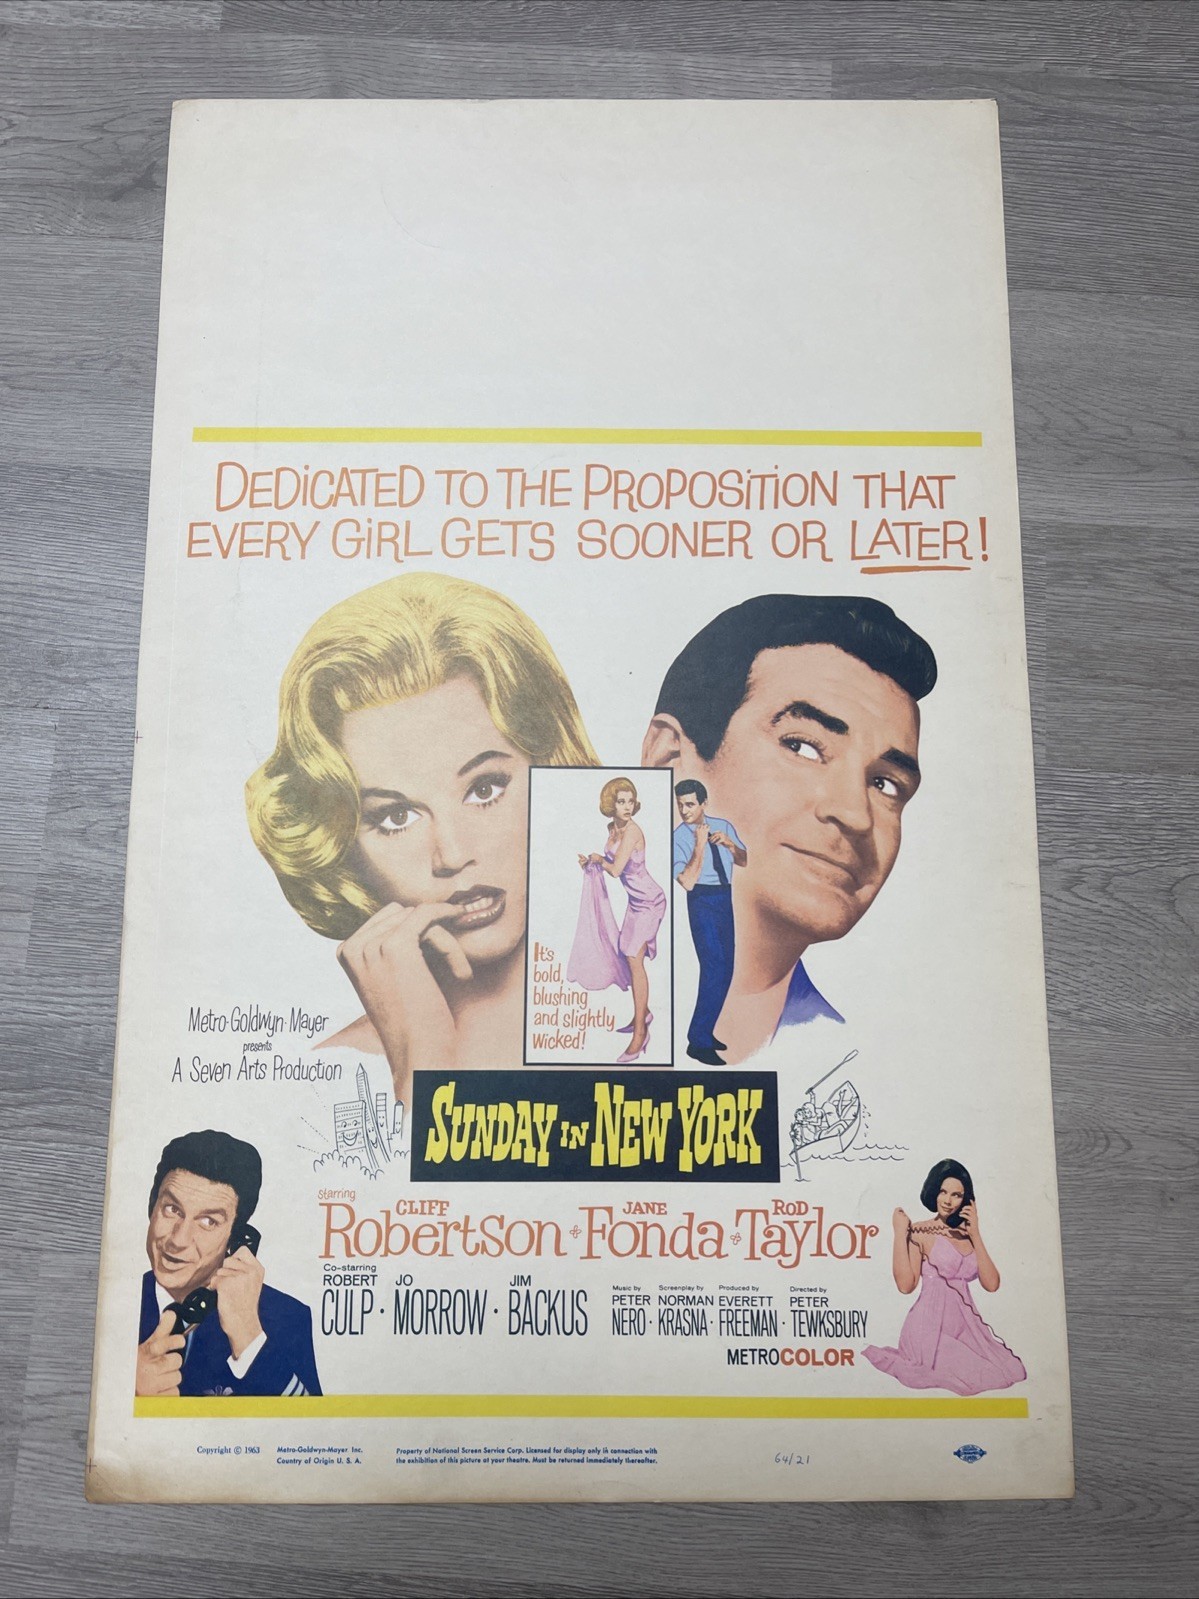 DEDiCATED TO THE PROPOSiTiON THAT
EVERY GiRL GETS SOONER OR LATER!
It's
bold,
blushing
and slightly
wicked!
Metro-Goldwyn-Mayer
presents
A Seven Arts Production
SUNDAY IN NEW YORK
starring
CLIFF Robertson JANE Fonda ROD Taylor
Co-starring
ROBERT CULP · JO MORROW · JIM BACKUS
Music by PETER NERO · Screenplay by NORMAN KRASNA · Produced by EVERETT FREEMAN · Directed by PETER TEWKSBURY
METROCOLOR
Copyright © 1963
Metro-Goldwyn-Mayer Inc.
Country of Origin U. S. A.
Property of National Screen Service Corp. Licensed for display only in connection with
the exhibition of this picture at your theatre. Must be returned immediately thereafter.
64/21